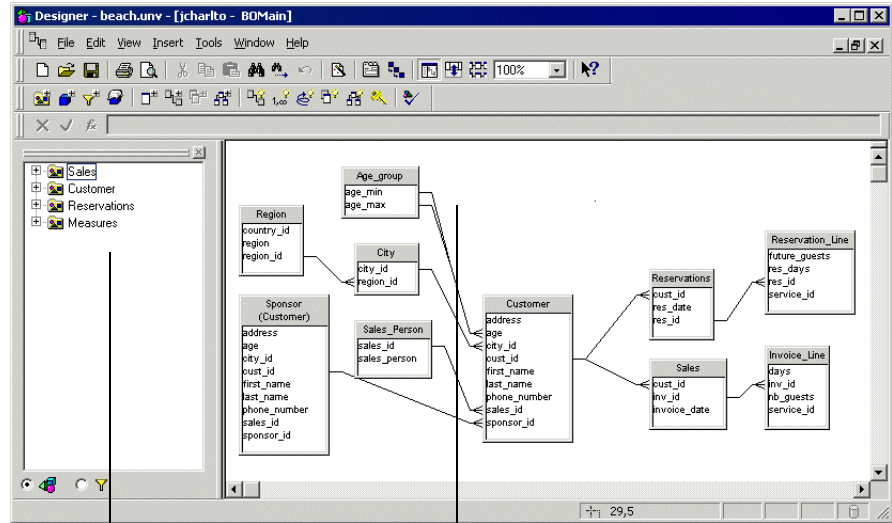 Designer - beach.unv - [jcharlto - BOMain]
File Edit View Insert Tools Window Help
100%
Sales
Customer
Reservations
Measures
Age_group
age_min
age_max
Region
country_id
region
region_id
City
city_id
region_id
Sponsor
(Customer)
address
age
city_id
cust_id
first_name
last_name
phone_number
sales_id
sponsor_id
Sales_Person
sales_id
sales_person
Customer
address
age
city_id
cust_id
first_name
last_name
phone_number
sales_id
sponsor_id
Reservations
cust_id
res_date
res_id
Reservation_Line
future_guests
res_days
res_id
service_id
Sales
cust_id
inv_id
invoice_date
Invoice_Line
days
inv_id
nb_guests
service_id
29,5